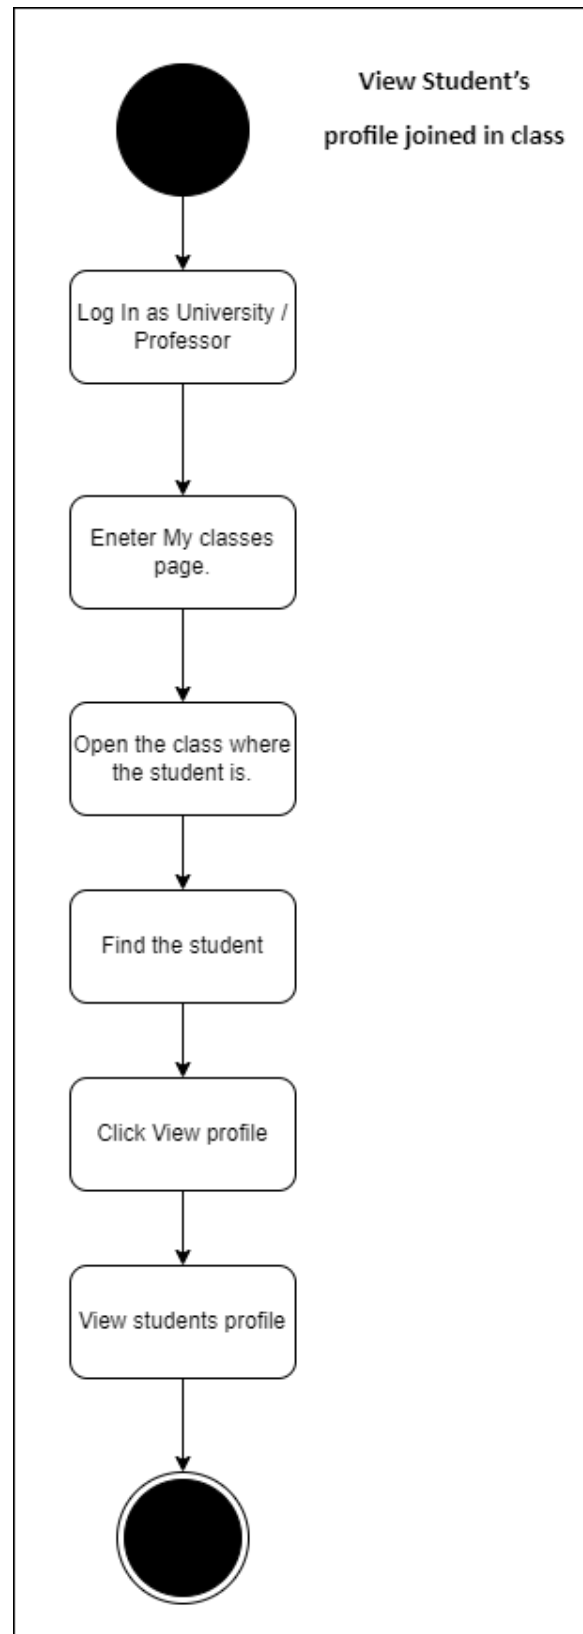 View Student’s
profile joined in class
Log In as University /
Professor
Eneter My classes
page.
Open the class where
the student is.
Find the student
Click View profile
View students profile